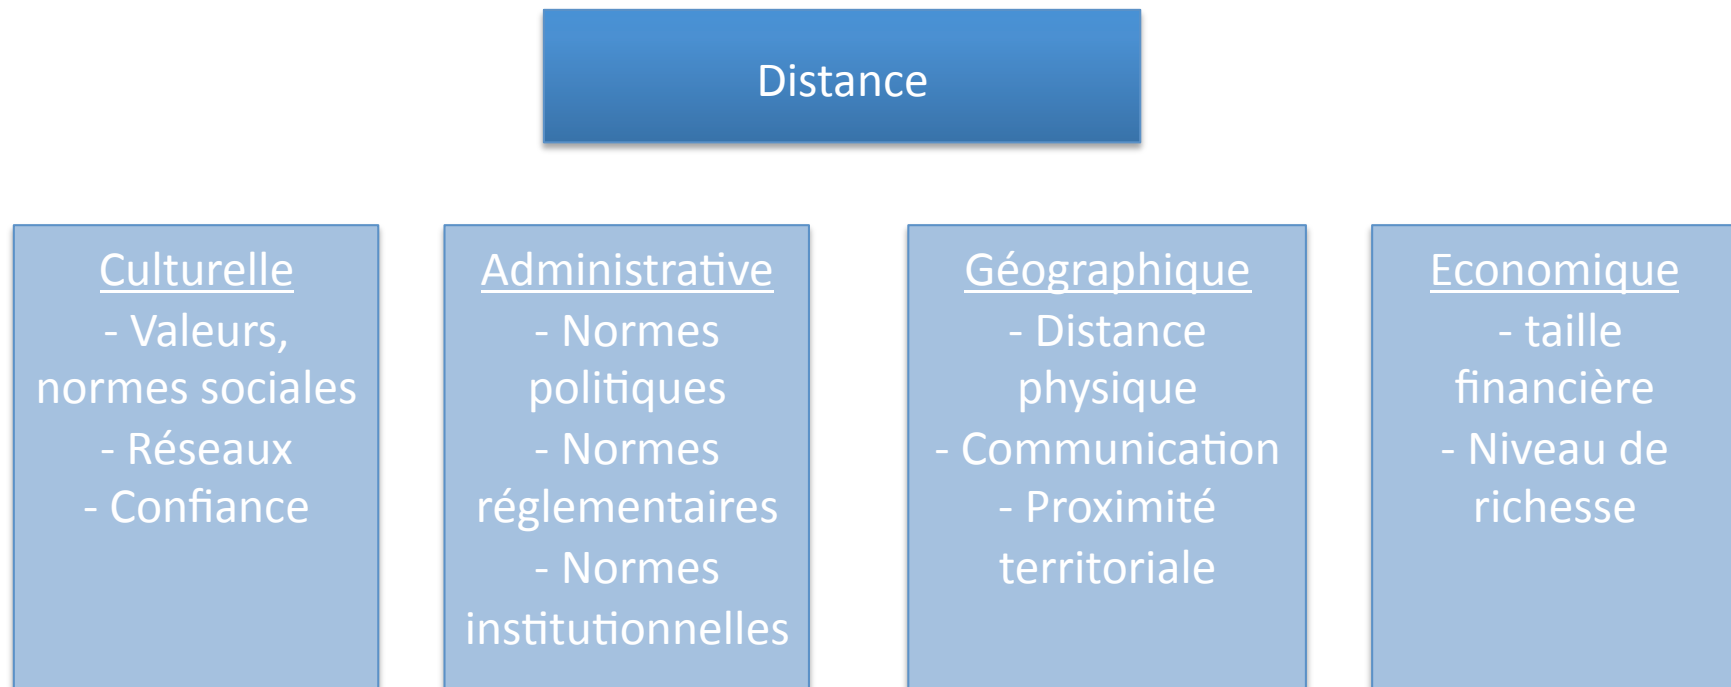 Distance
Culturelle
- Valeurs,
normes sociales
- Réseaux
- Confiance
Administrative
- Normes
politiques
- Normes
réglementaires
- Normes
institutionnelles
Géographique
- Distance
physique
- Communication
- Proximité
territoriale
Economique
- taille
financière
- Niveau de
richesse